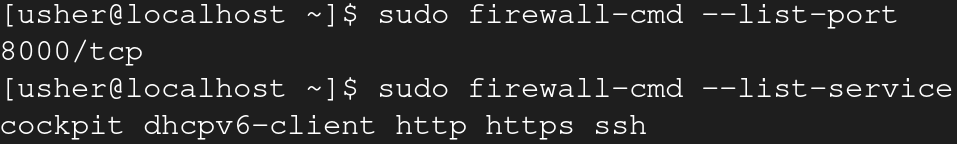 [usher@localhost ~]$ sudo firewall-cmd --list-port
8000/tcp
[usher@localhost ~]$ sudo firewall-cmd --list-service
cockpit dhcpv6-client http https ssh